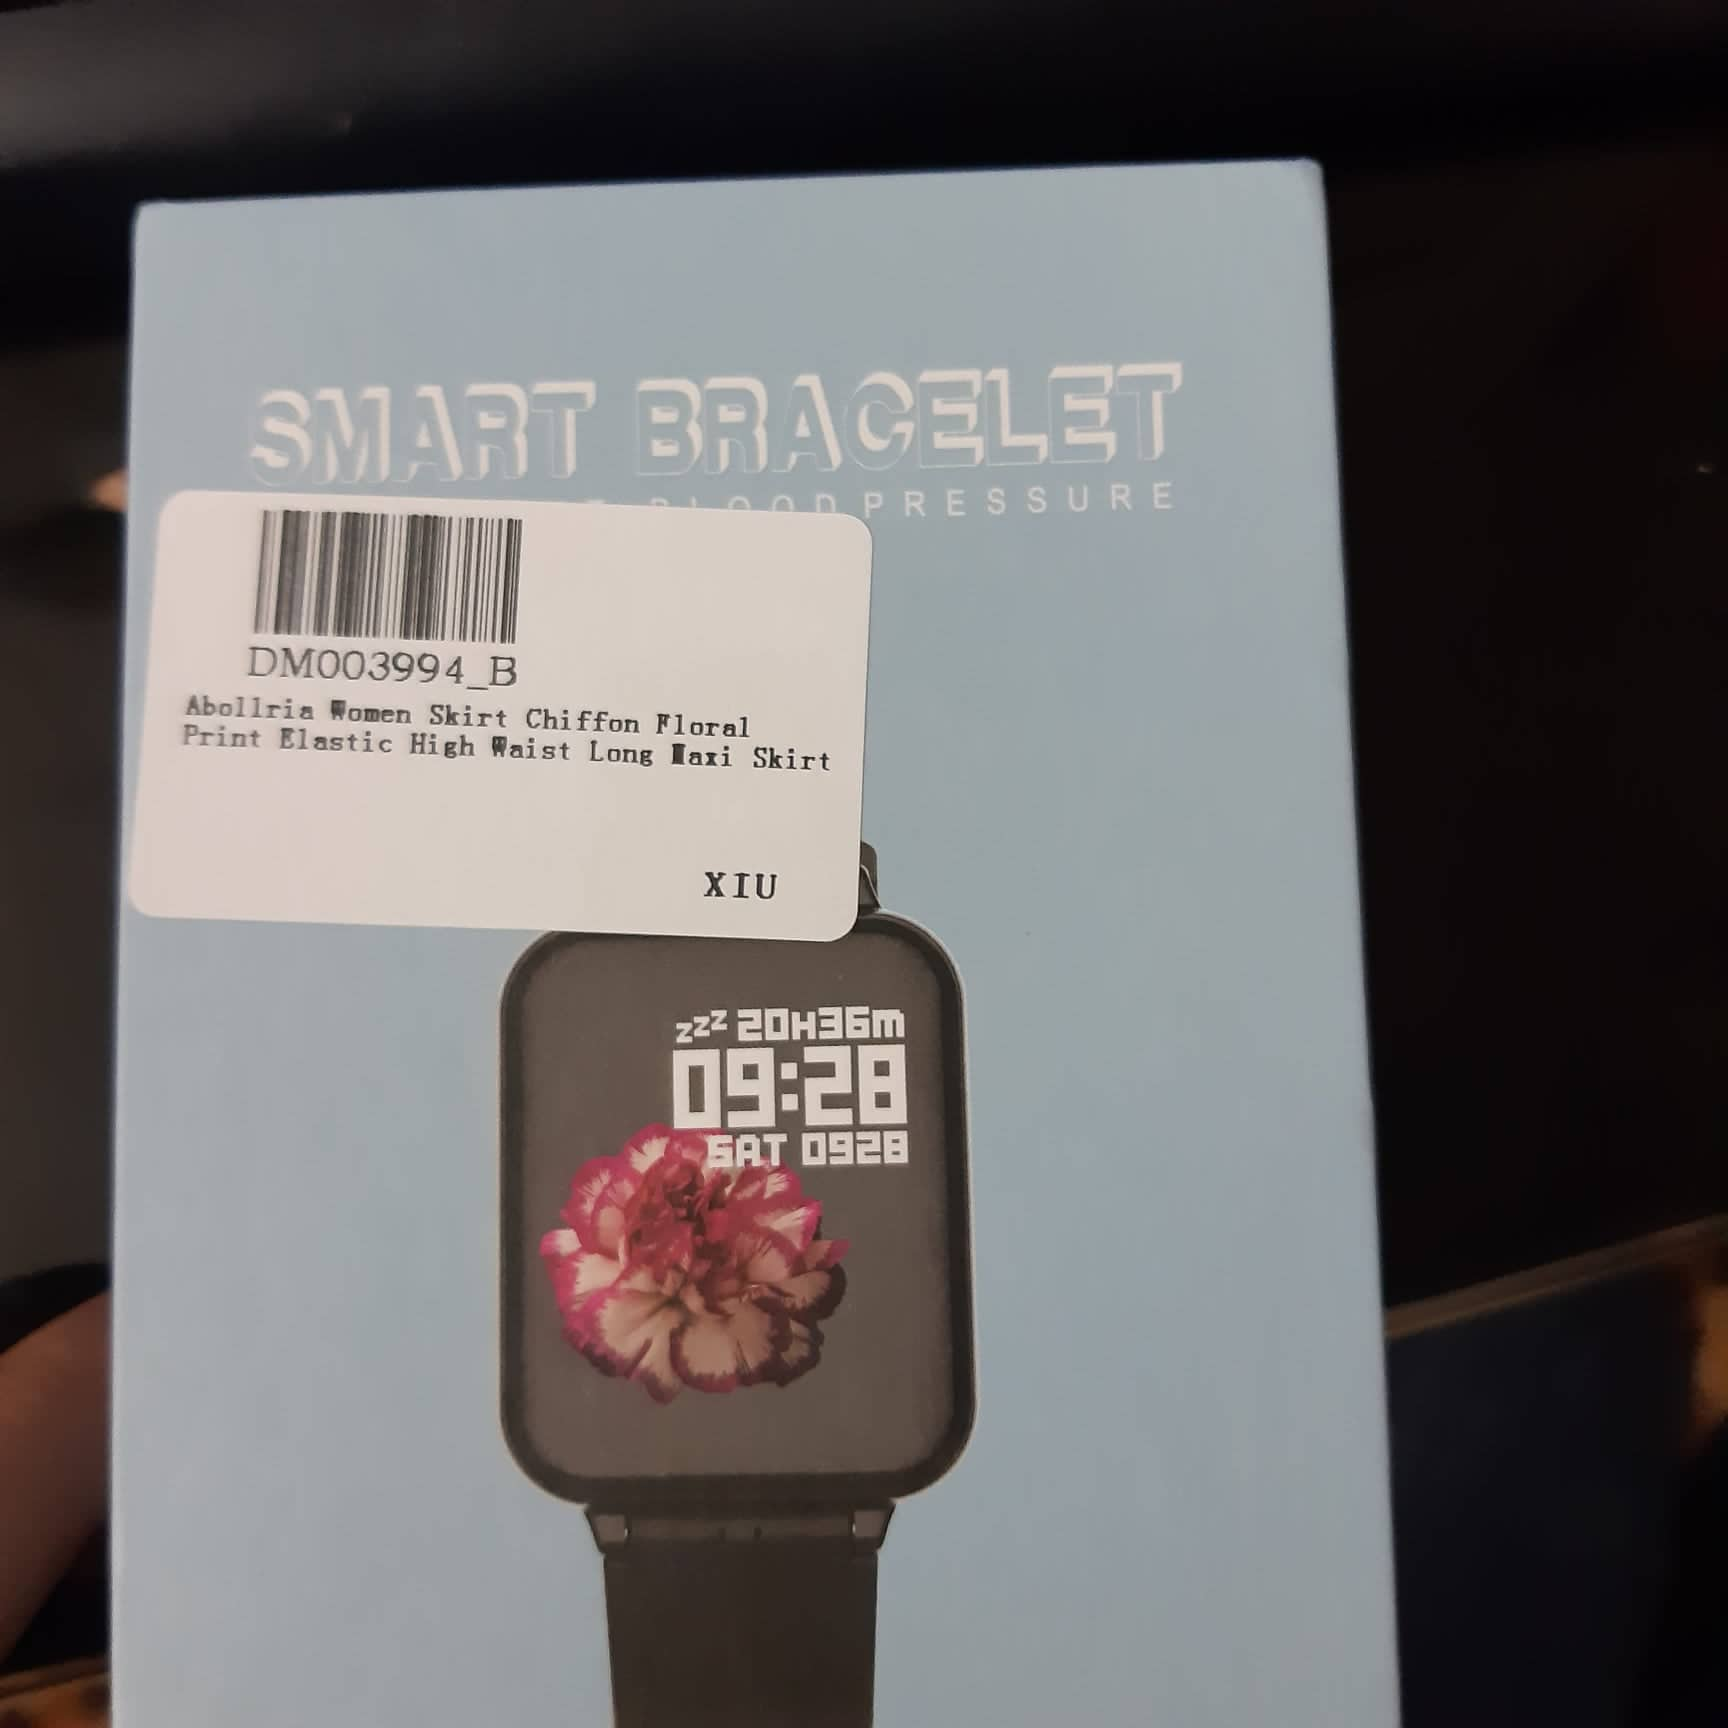 SMART BRACELET
BLOODPRESSURE
DM003994_B
Abollria Women Skirt Chiffon Floral
Print Elastic High Waist Long Maxi Skirt
XIU
zzz 20H36m
09:28
SAT 0928